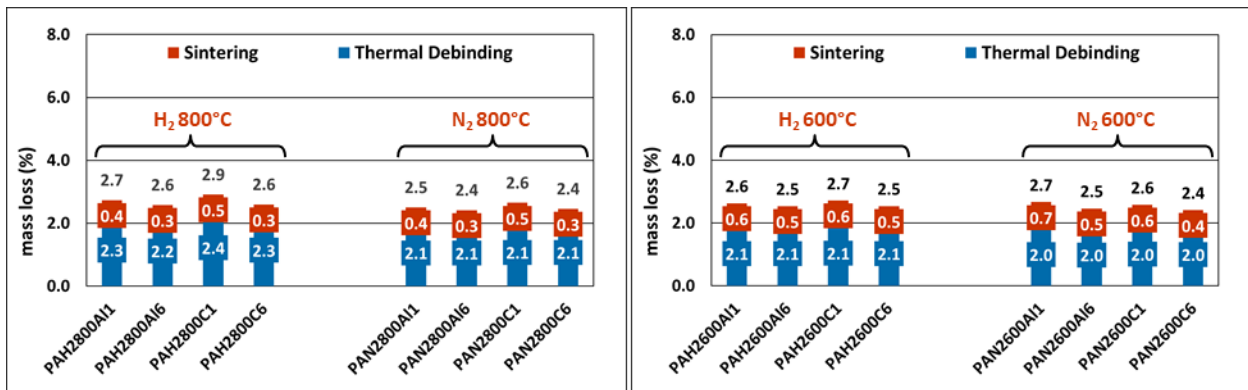 8.0
Sintering Thermal Debinding
6.0
H₂ 800°C N₂ 800°C
mass loss (%)
4.0
2.7 2.6 2.9 2.6 2.5 2.4 2.6 2.4
0.4 0.3 0.5 0.3 0.4 0.3 0.5 0.3
2.0
2.3 2.2 2.4 2.3 2.1 2.1 2.1 2.1
0.0
PAH2800Al1 PAH2800Al6 PAH2800C1 PAH2800C6 PAN2800Al1 PAN2800Al6 PAN2800C1 PAN2800C6
8.0
Sintering Thermal Debinding
6.0
H₂ 600°C N₂ 600°C
mass loss (%)
4.0
2.6 2.5 2.7 2.5 2.7 2.5 2.6 2.4
0.6 0.5 0.6 0.5 0.7 0.5 0.6 0.4
2.0
2.1 2.1 2.1 2.1 2.0 2.0 2.0 2.0
0.0
PAH2600Al1 PAH2600Al6 PAH2600C1 PAH2600C6 PAN2600Al1 PAN2600Al6 PAN2600C1 PAN2600C6